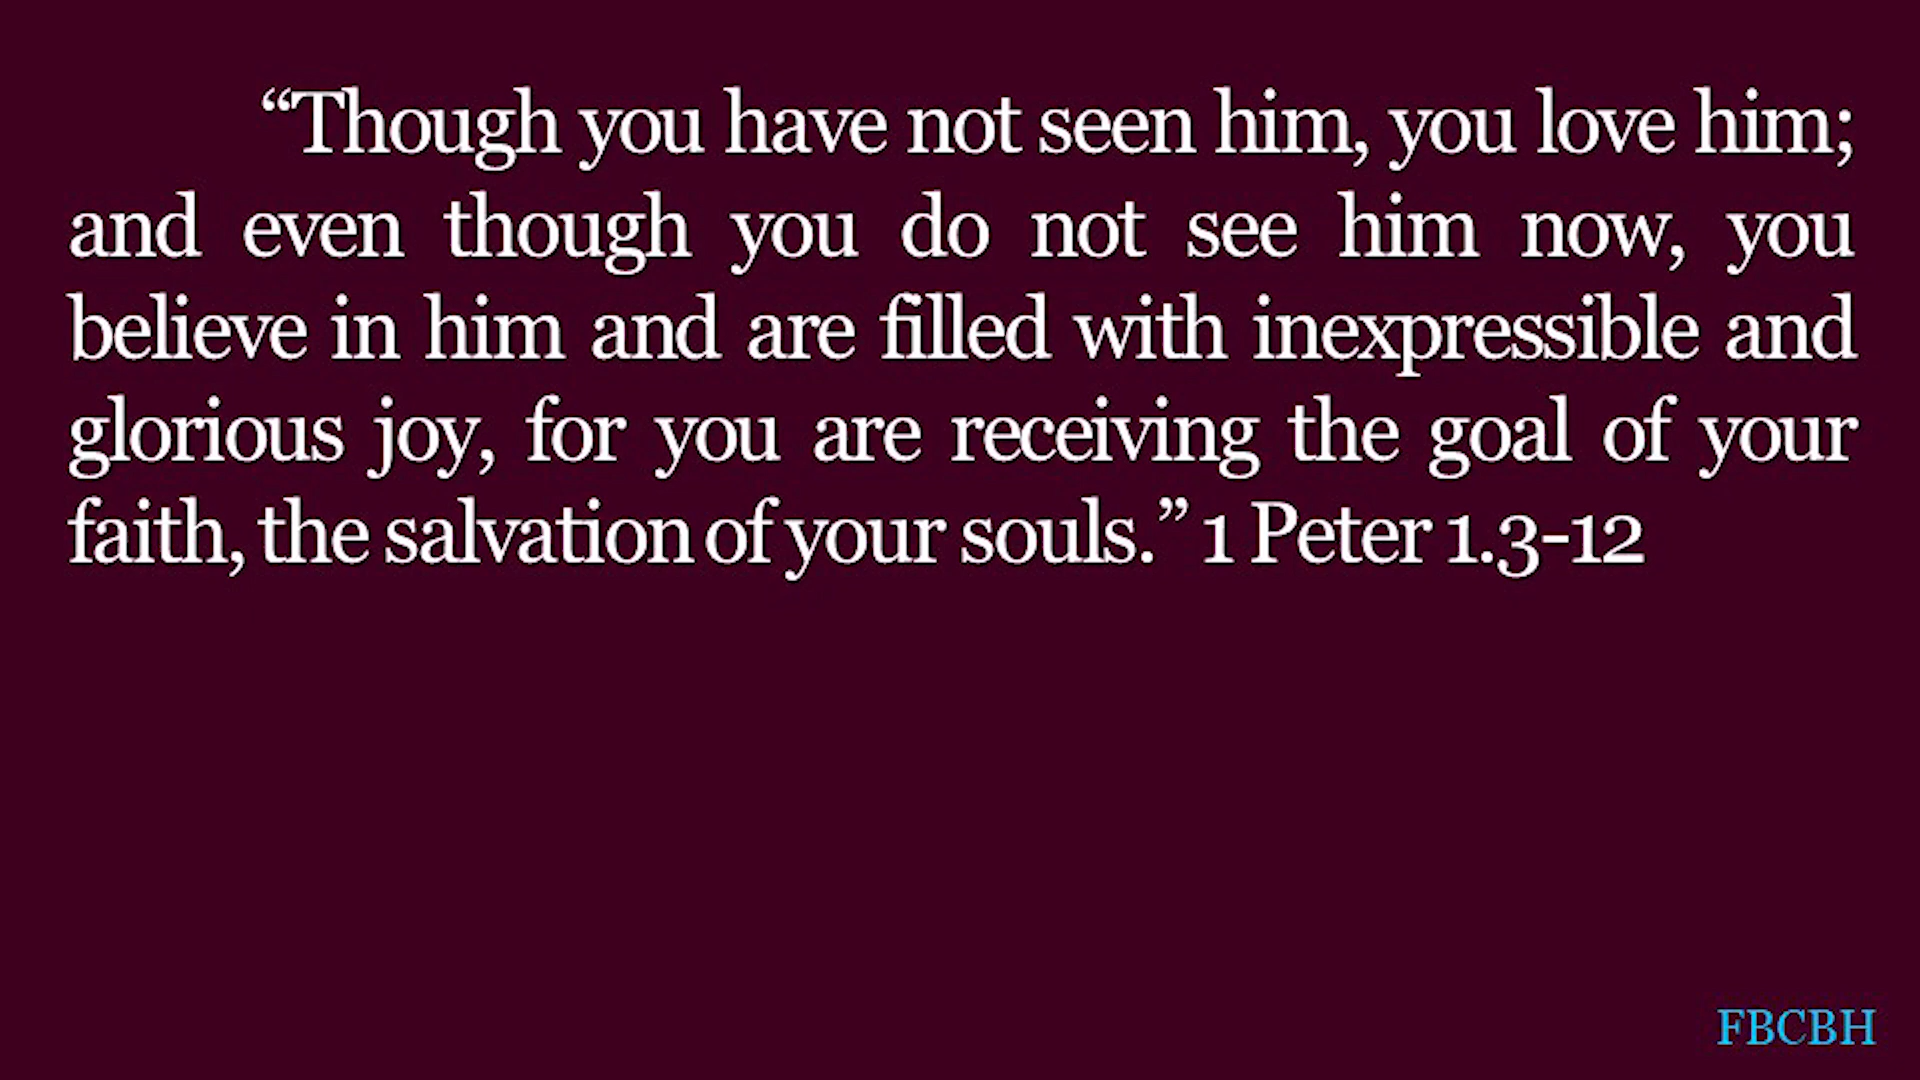 “Though you have not seen him, you love him;
and even though you do not see him now, you
believe in him and are filled with inexpressible and
glorious joy, for you are receiving the goal of your
faith, the salvation of your souls.” 1 Peter 1.3-12
FBCBH